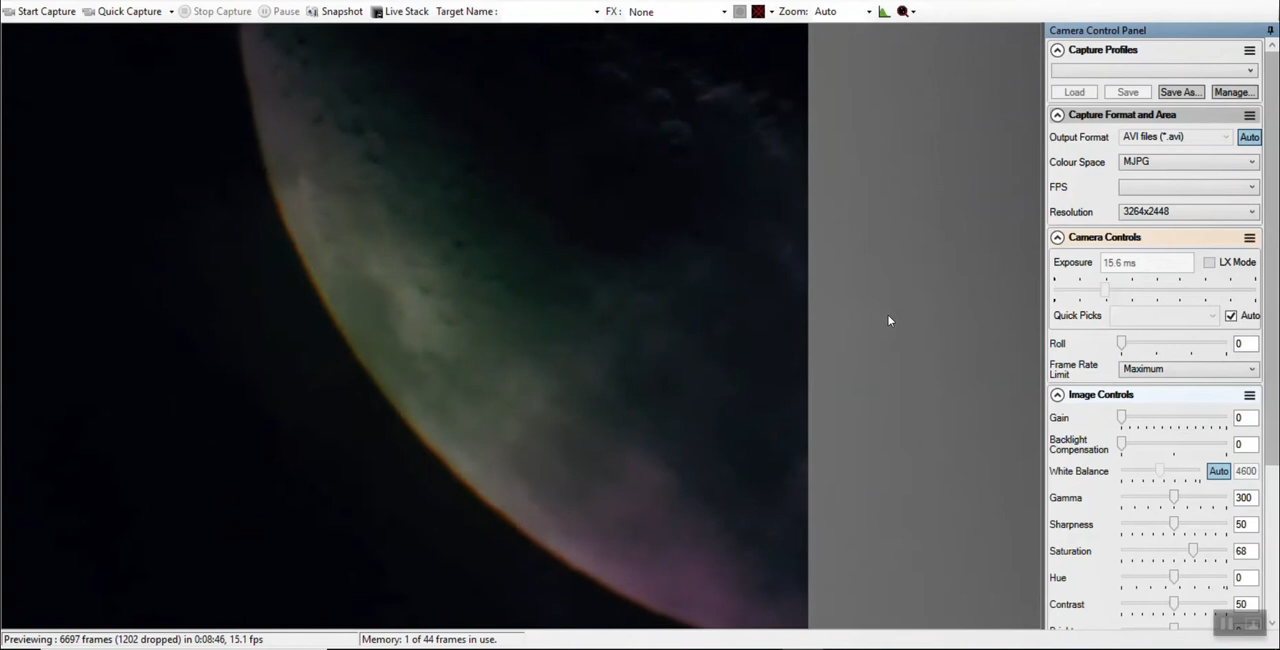 Start Capture Quick Capture Stop Capture Pause Snapshot Live Stack Target Name : FX : None Zoom: Auto
Camera Control Panel
Capture Profiles
Load Save Save As... Manage...
Capture Format and Area
Output Format AVI files (*.avi) Auto
Colour Space MJPG
FPS
Resolution 3264x2448
Camera Controls
Exposure 15.6 ms LX Mode
Quick Picks Auto
Roll 0
Frame Rate
Limit Maximum
Image Controls
Gain 0
Backlight
Compensation 0
White Balance Auto 4600
Gamma 300
Sharpness 50
Saturation 68
Hue 0
Contrast 50
Previewing : 6697 frames (1202 dropped) in 0:08:46, 15.1 fps Memory: 1 of 44 frames in use.